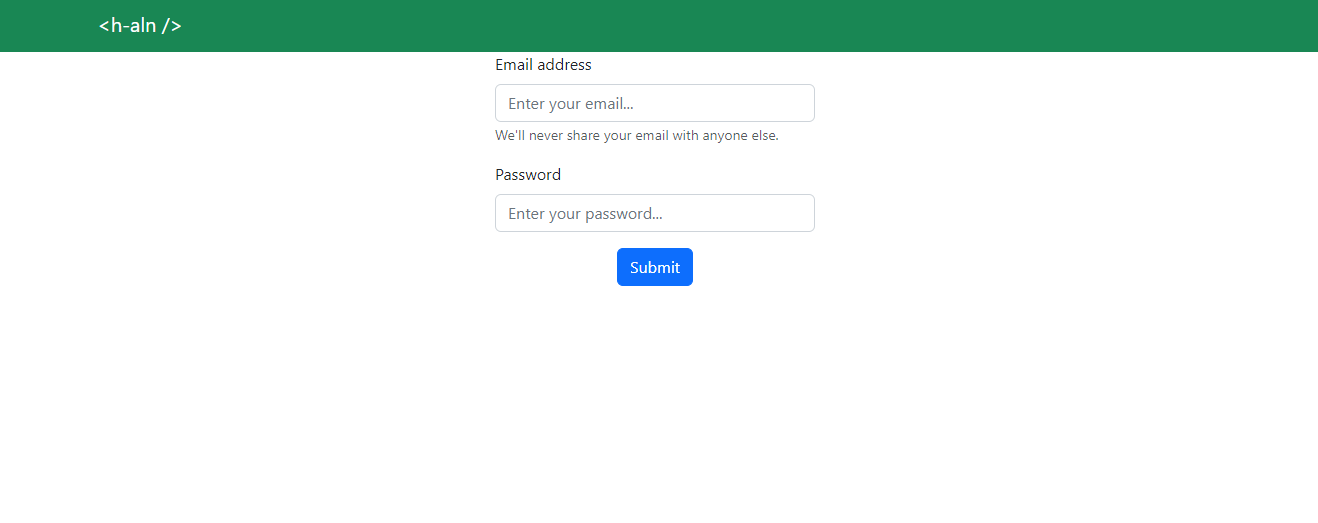 <h-aln />
Email address
Enter your email...
We'll never share your email with anyone else.
Password
Enter your password...
Submit